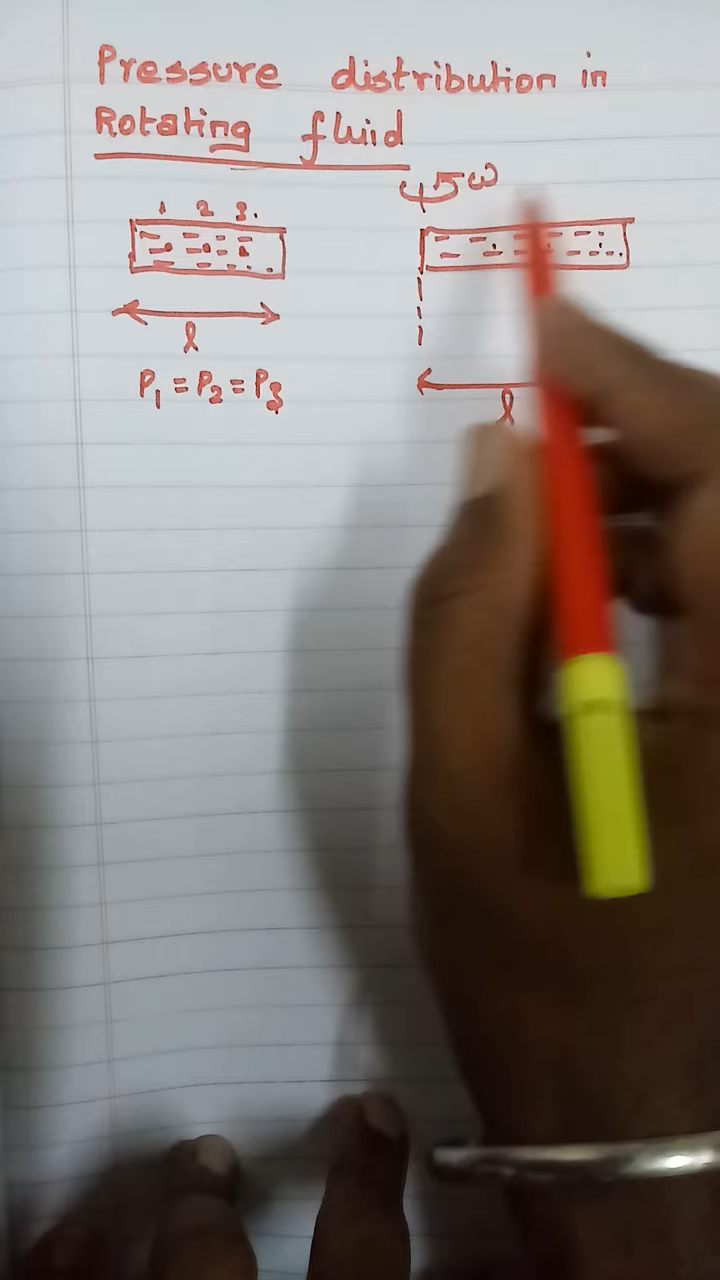 Pressure distribution in
Rotating fluid
ω
1 2 3.
l
l
P₁ = P₂ = P₃